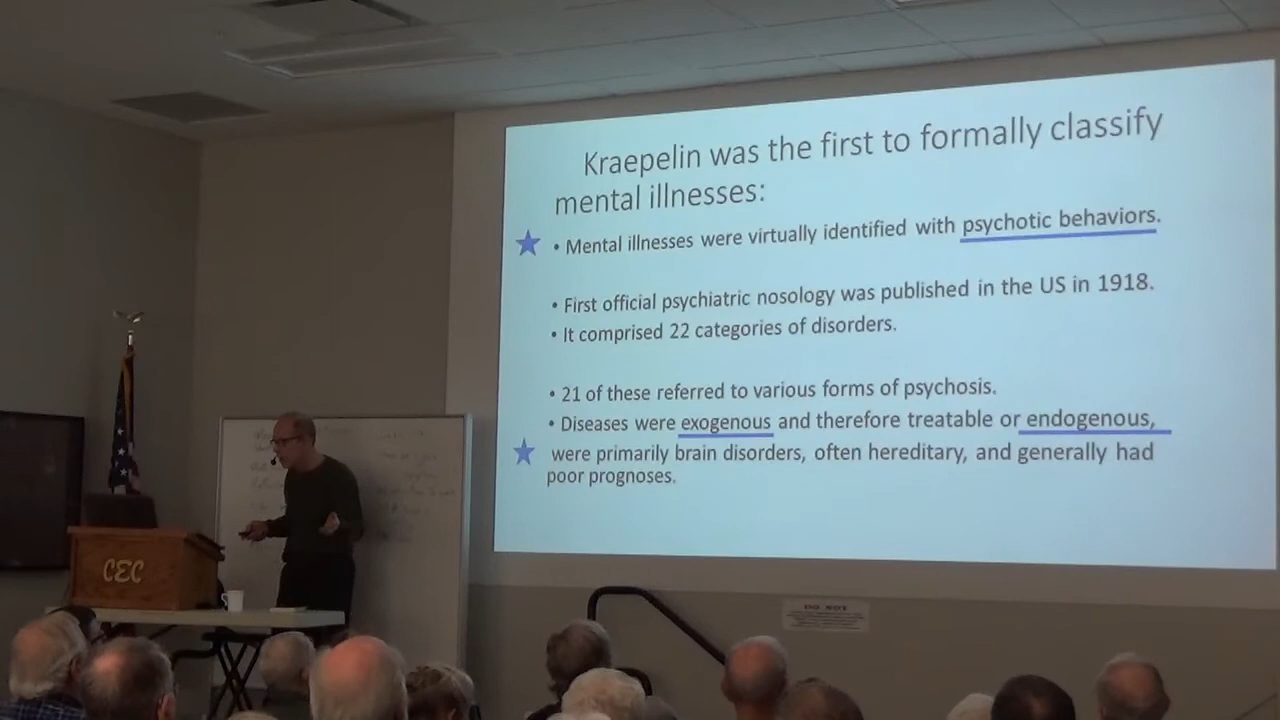 Kraepelin was the first to formally classify
mental illnesses:
• Mental illnesses were virtually identified with psychotic behaviors.
• First official psychiatric nosology was published in the US in 1918.
• It comprised 22 categories of disorders.
• 21 of these referred to various forms of psychosis.
• Diseases were exogenous and therefore treatable or endogenous,
were primarily brain disorders, often hereditary, and generally had
poor prognoses.
CEC
DO NOT